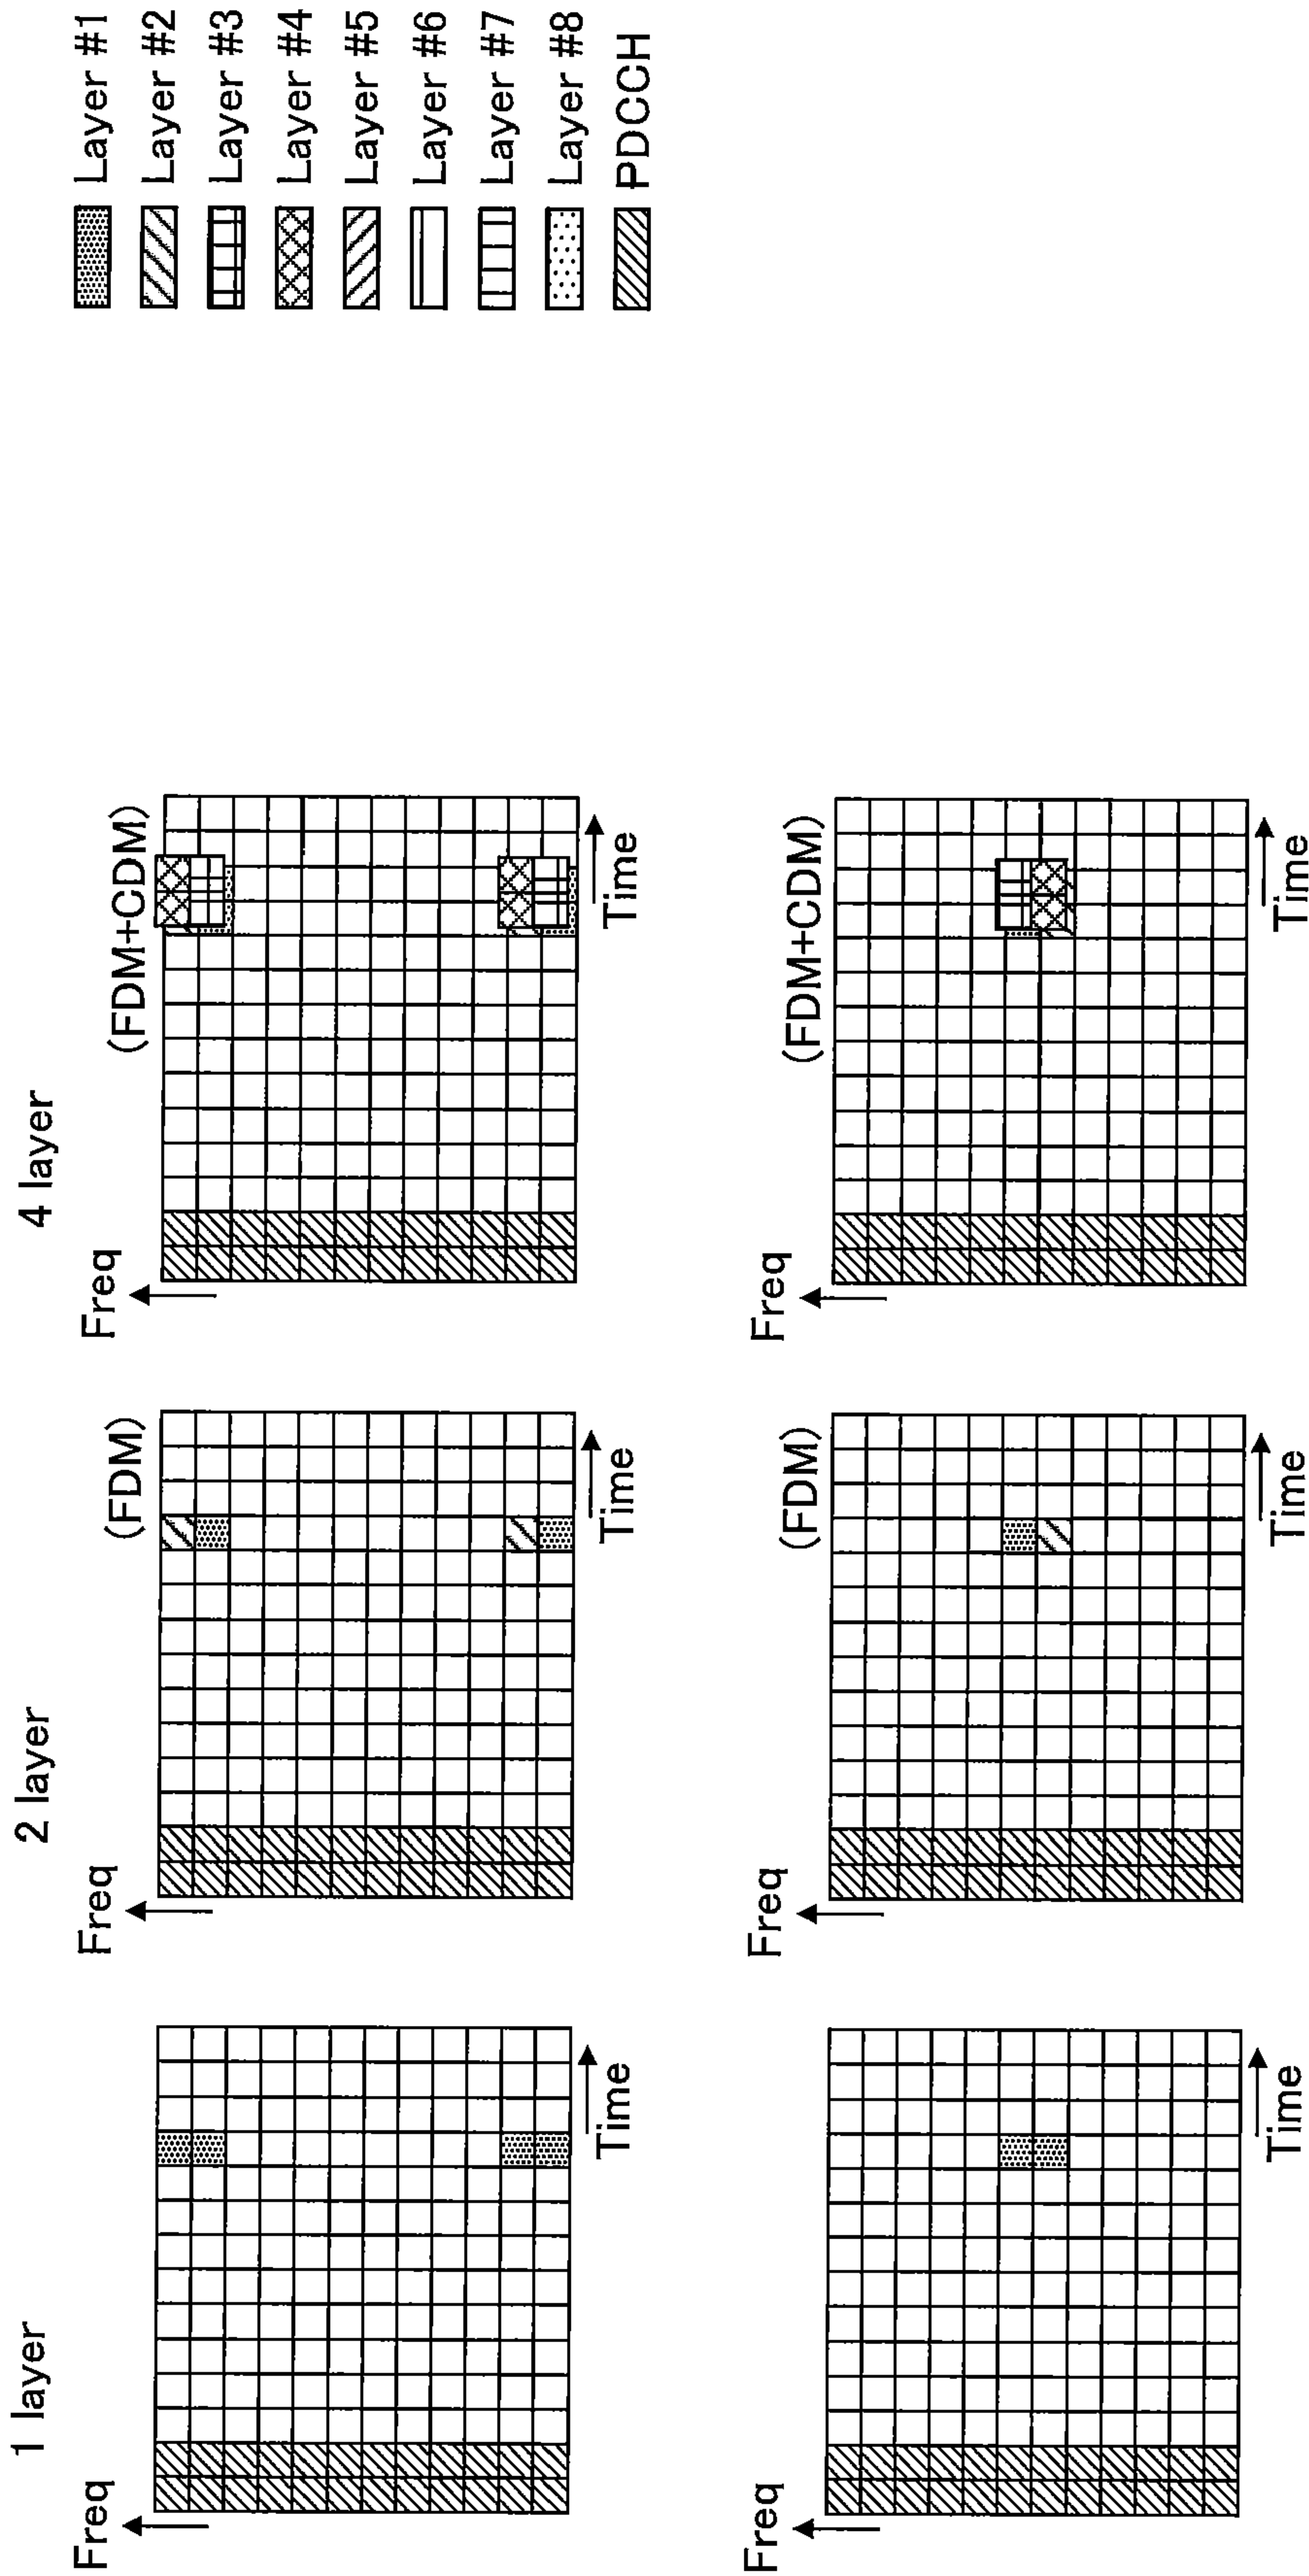 1 layer
2 layer
4 layer
Freq
Time
Freq
(FDM)
Time
Freq
(FDM+CDM)
Time
Freq
Time
Freq
(FDM)
Time
Freq
(FDM+CDM)
Time
Layer #1
Layer #2
Layer #3
Layer #4
Layer #5
Layer #6
Layer #7
Layer #8
PDCCH